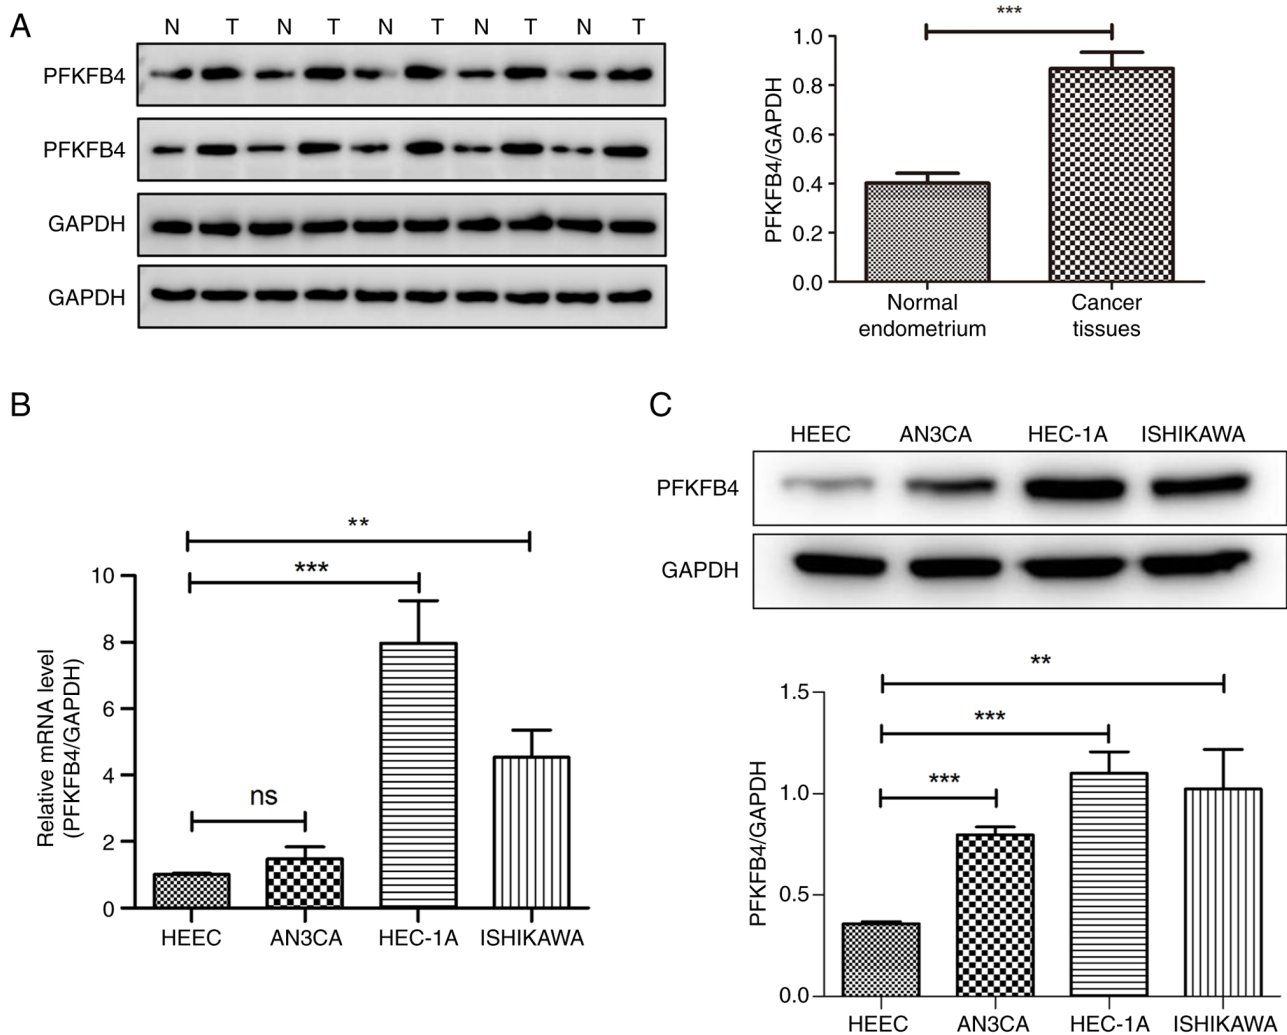 A
N T N T N T N T N T
PFKFB4
PFKFB4
GAPDH
GAPDH
***
PFKFB4/GAPDH
1.0
0.8
0.6
0.4
0.2
0.0
Normal
endometrium
Cancer
tissues
B
**
***
ns
Relative mRNA level
(PFKFB4/GAPDH)
10
8
6
4
2
0
HEEC AN3CA HEC-1A ISHIKAWA
C
HEEC AN3CA HEC-1A ISHIKAWA
PFKFB4
GAPDH
**
***
***
PFKFB4/GAPDH
1.5
1.0
0.5
0.0
HEEC AN3CA HEC-1A ISHIKAWA